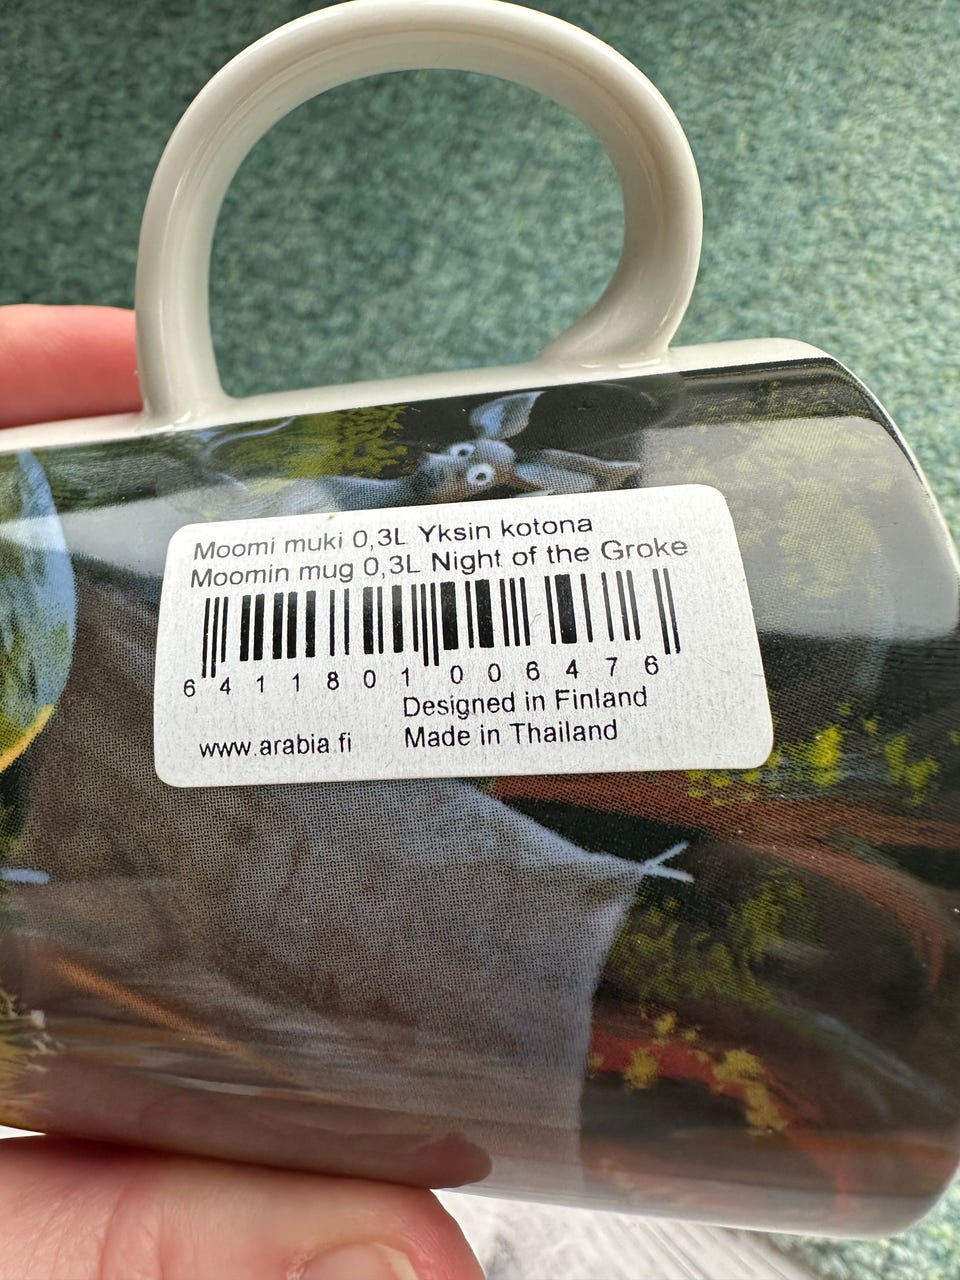 Moomi muki 0,3L Yksin kotona
Moomin mug 0,3L Night of the Groke
6 411801 006476
Designed in Finland
www.arabia.fi Made in Thailand